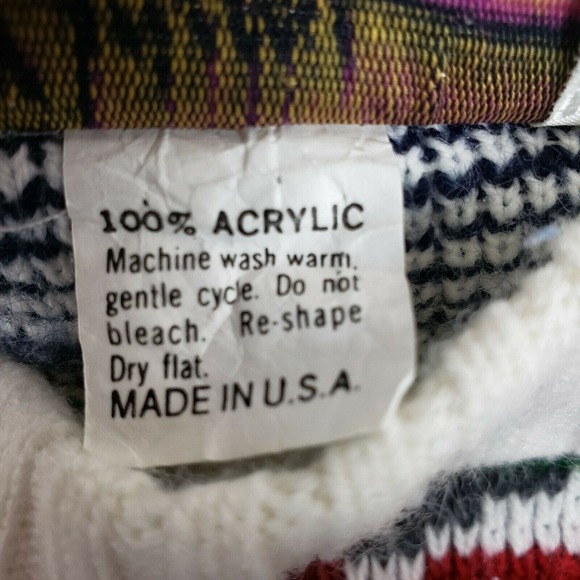 100% ACRYLIC
Machine wash warm.
gentle cycle. Do not
bleach. Re-shape
Dry flat.
MADE IN U.S.A.